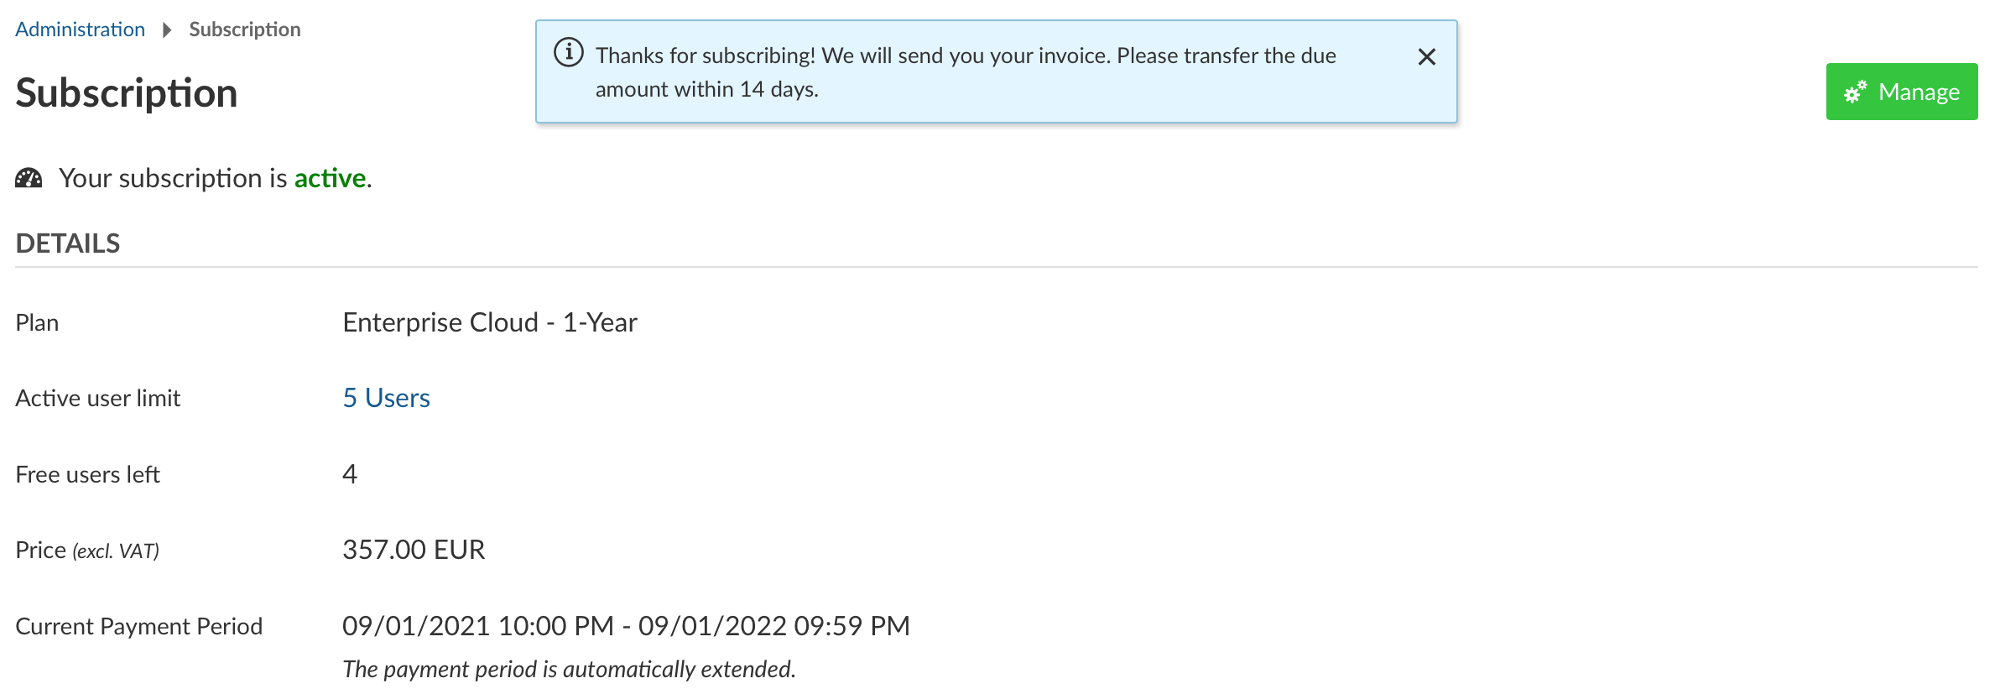 Administration Subscription
Thanks for subscribing! We will send you your invoice. Please transfer the due
amount within 14 days.
Subscription
Manage
Your subscription is active.
DETAILS
Plan Enterprise Cloud - 1-Year
Active user limit 5 Users
Free users left 4
Price (excl. VAT) 357.00 EUR
Current Payment Period 09/01/2021 10:00 PM - 09/01/2022 09:59 PM
The payment period is automatically extended.